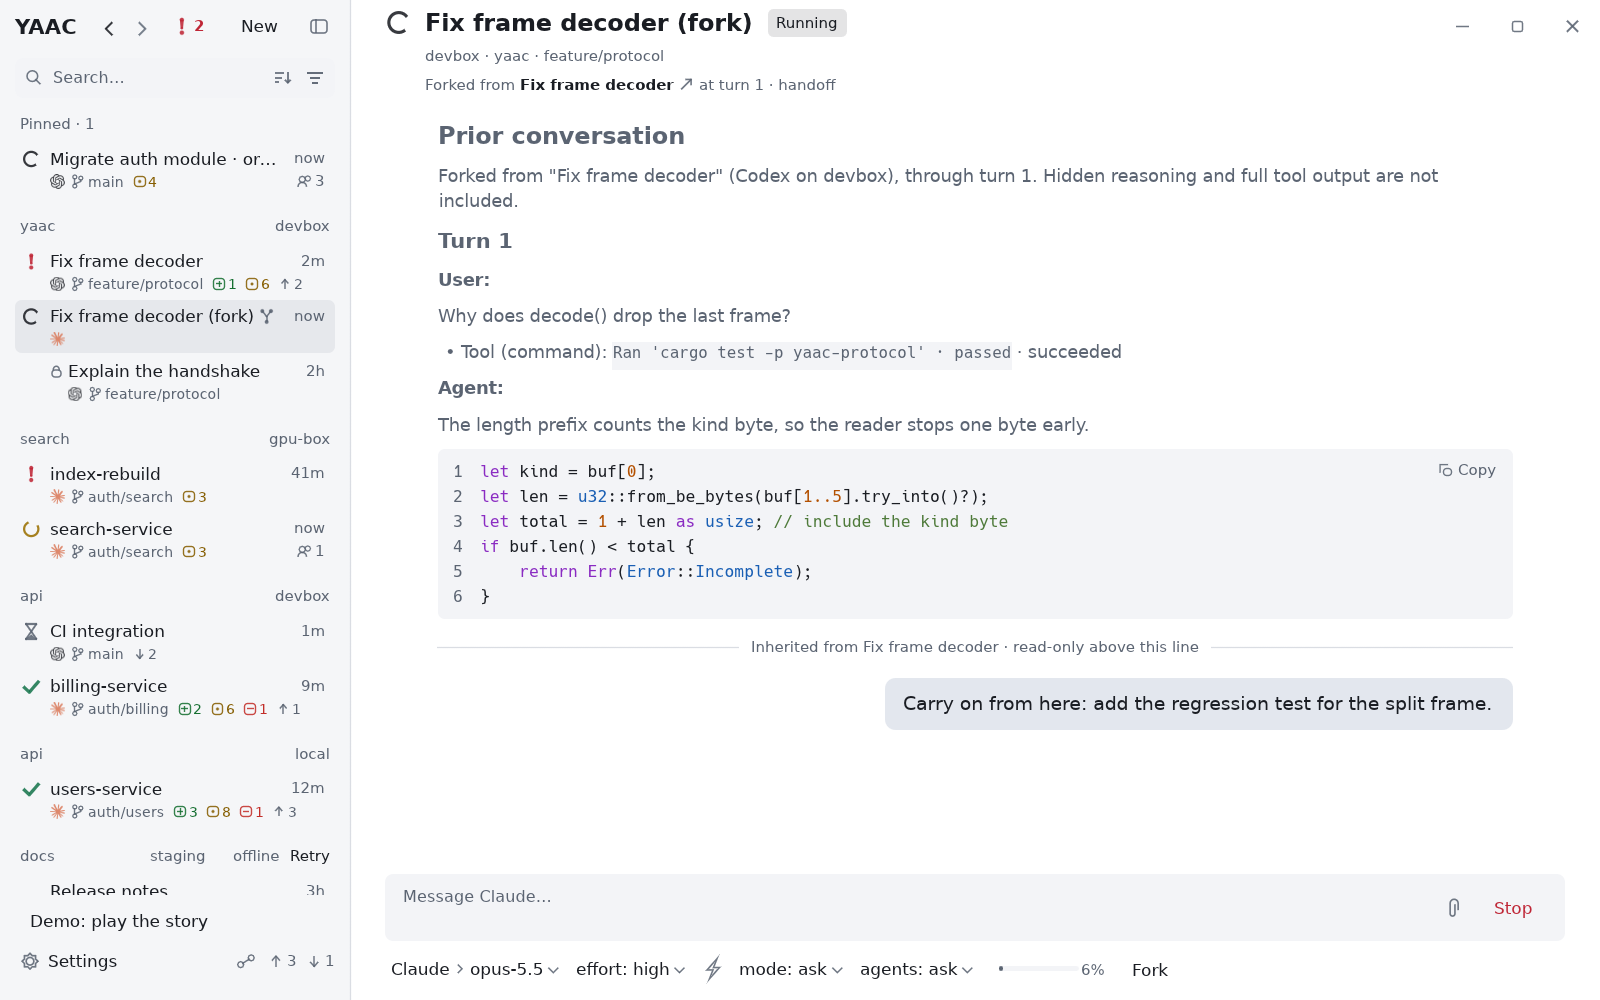 YAAC 2 New
Search...
Pinned · 1
Migrate auth module · or... now
main 4 3
yaac devbox
Fix frame decoder 2m
feature/protocol 1 6 ↑2
Fix frame decoder (fork) now
Explain the handshake 2h
feature/protocol
search gpu-box
index-rebuild 41m
auth/search 3
search-service now
auth/search 3 1
api devbox
CI integration 1m
main ↓2
billing-service 9m
auth/billing 2 6 1 ↑1
api local
users-service 12m
auth/users 3 8 1 ↑3
docs staging offline Retry
Release notes 3h
Demo: play the story
Settings ↑3 ↓1
Fix frame decoder (fork) Running
devbox · yaac · feature/protocol
Forked from Fix frame decoder ↗ at turn 1 · handoff
Prior conversation
Forked from "Fix frame decoder" (Codex on devbox), through turn 1. Hidden reasoning and full tool output are not
included.
Turn 1
User:
Why does decode() drop the last frame?
• Tool (command): Ran 'cargo test -p yaac-protocol' · passed · succeeded
Agent:
The length prefix counts the kind byte, so the reader stops one byte early.
Copy
1 let kind = buf[0];
2 let len = u32::from_be_bytes(buf[1..5].try_into()?);
3 let total = 1 + len as usize; // include the kind byte
4 if buf.len() < total {
5     return Err(Error::Incomplete);
6 }
Inherited from Fix frame decoder · read-only above this line
Carry on from here: add the regression test for the split frame.
Message Claude...
Stop
Claude > opus-5.5 effort: high mode: ask agents: ask 6% Fork